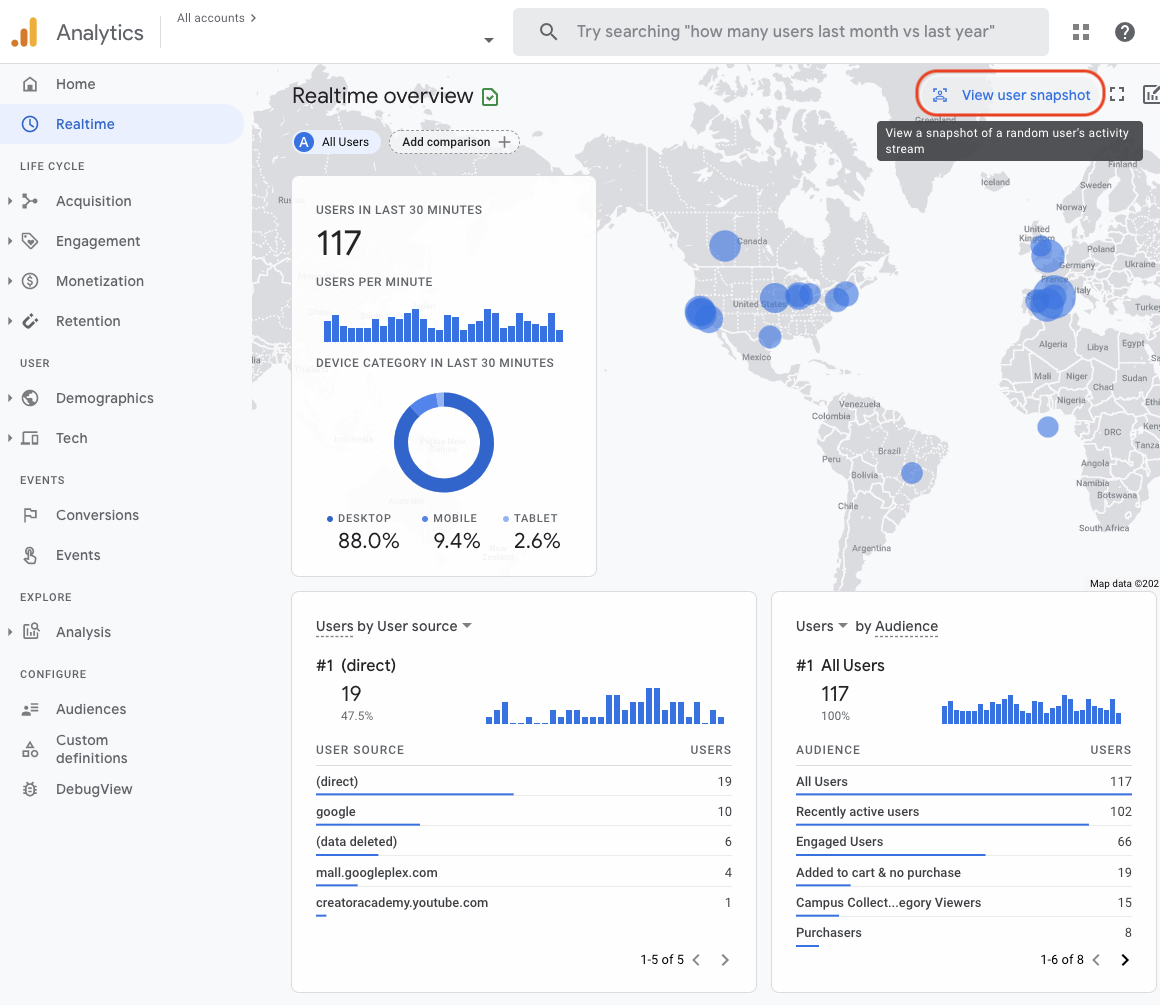 Analytics
All accounts
Try searching "how many users last month vs last year"
Home
Realtime
LIFE CYCLE
Acquisition
Engagement
Monetization
Retention
USER
Demographics
Tech
EVENTS
Conversions
Events
EXPLORE
Analysis
CONFIGURE
Audiences
Custom
definitions
DebugView
Realtime overview
View user snapshot
View a snapshot of a random user's activity
stream
A All Users
Add comparison
USERS IN LAST 30 MINUTES
117
USERS PER MINUTE
DEVICE CATEGORY IN LAST 30 MINUTES
DESKTOP MOBILE TABLET
88.0% 9.4% 2.6%
Greenland
Iceland
Finland
Sweden
Norway
United
Kingdom
Poland
Germany
Ukraine
France
Italy
Turkey
Canada
United States
Mexico
Algeria
Libya
Egypt
Mali
Niger
Chad
Sudan
Nigeria
DRC
Angola
Namibia
Botswana
South Africa
Venezuela
Colombia
Peru
Brazil
Bolivia
Chile
Argentina
Map data ©202
Users by User source
#1 (direct)
19
47.5%
USER SOURCE USERS
(direct) 19
google 10
(data deleted) 6
mall.googleplex.com 4
creatoracademy.youtube.com 1
1-5 of 5
Users by Audience
#1 All Users
117
100%
AUDIENCE USERS
All Users 117
Recently active users 102
Engaged Users 66
Added to cart & no purchase 19
Campus Collect...egory Viewers 15
Purchasers 8
1-6 of 8